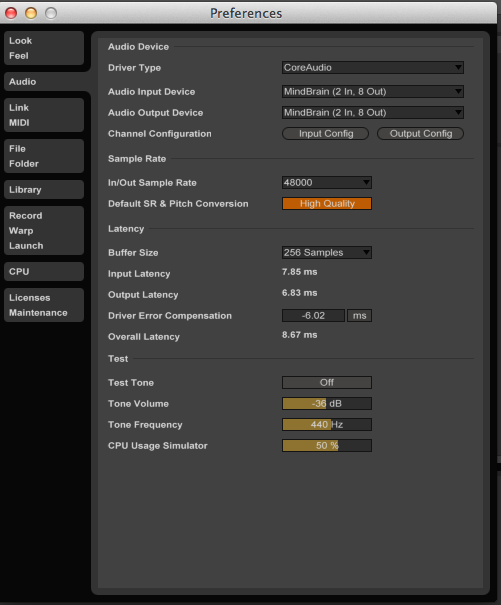 Preferences
Look
Feel
Audio
Link
MIDI
File
Folder
Library
Record
Warp
Launch
CPU
Licenses
Maintenance
Audio Device
Driver Type CoreAudio
Audio Input Device MindBrain (2 In, 8 Out)
Audio Output Device MindBrain (2 In, 8 Out)
Channel Configuration Input Config Output Config
Sample Rate
In/Out Sample Rate 48000
Default SR & Pitch Conversion High Quality
Latency
Buffer Size 256 Samples
Input Latency 7.85 ms
Output Latency 6.83 ms
Driver Error Compensation -6.02 ms
Overall Latency 8.67 ms
Test
Test Tone Off
Tone Volume -36 dB
Tone Frequency 440 Hz
CPU Usage Simulator 50 %